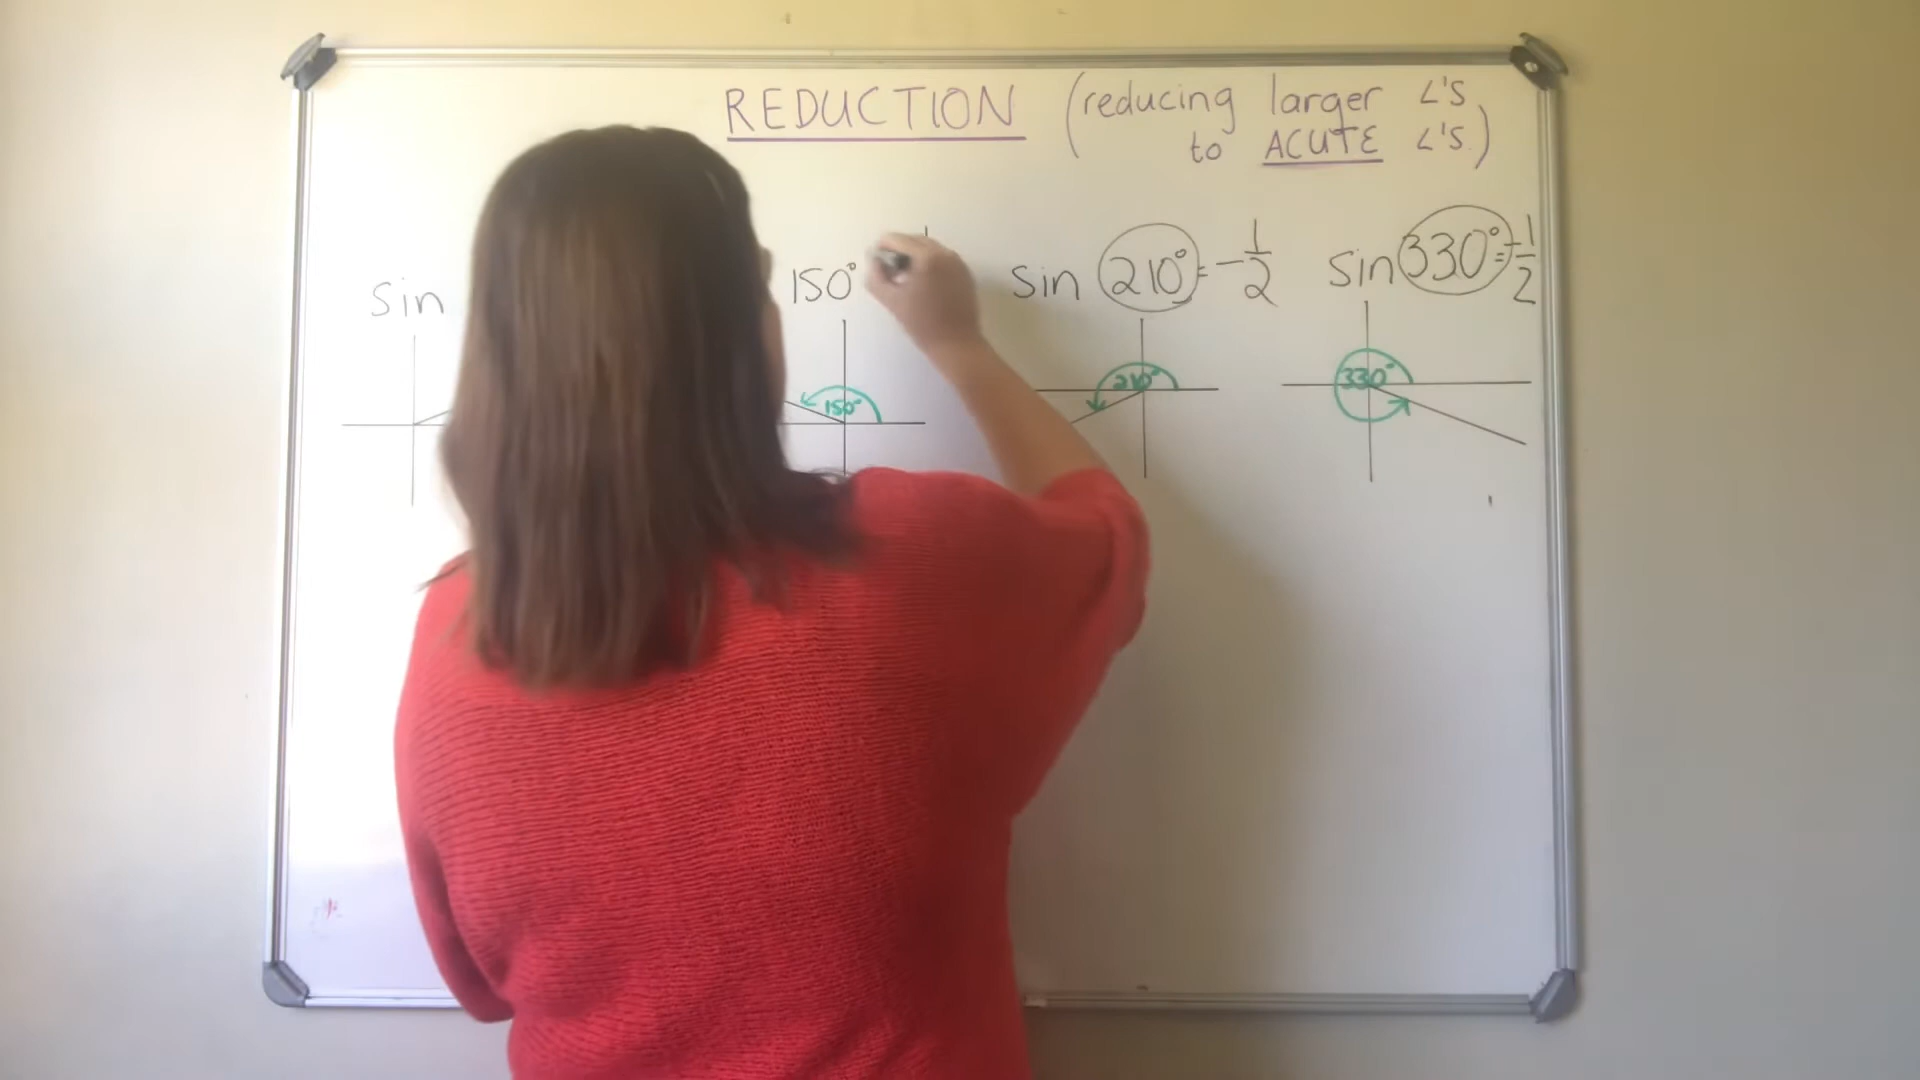 REDUCTION (reducing larger ∠'s
to ACUTE ∠'s)
sin
150°
sin 210° = -1/2
sin 330° = -1/2
150°
210°
330°